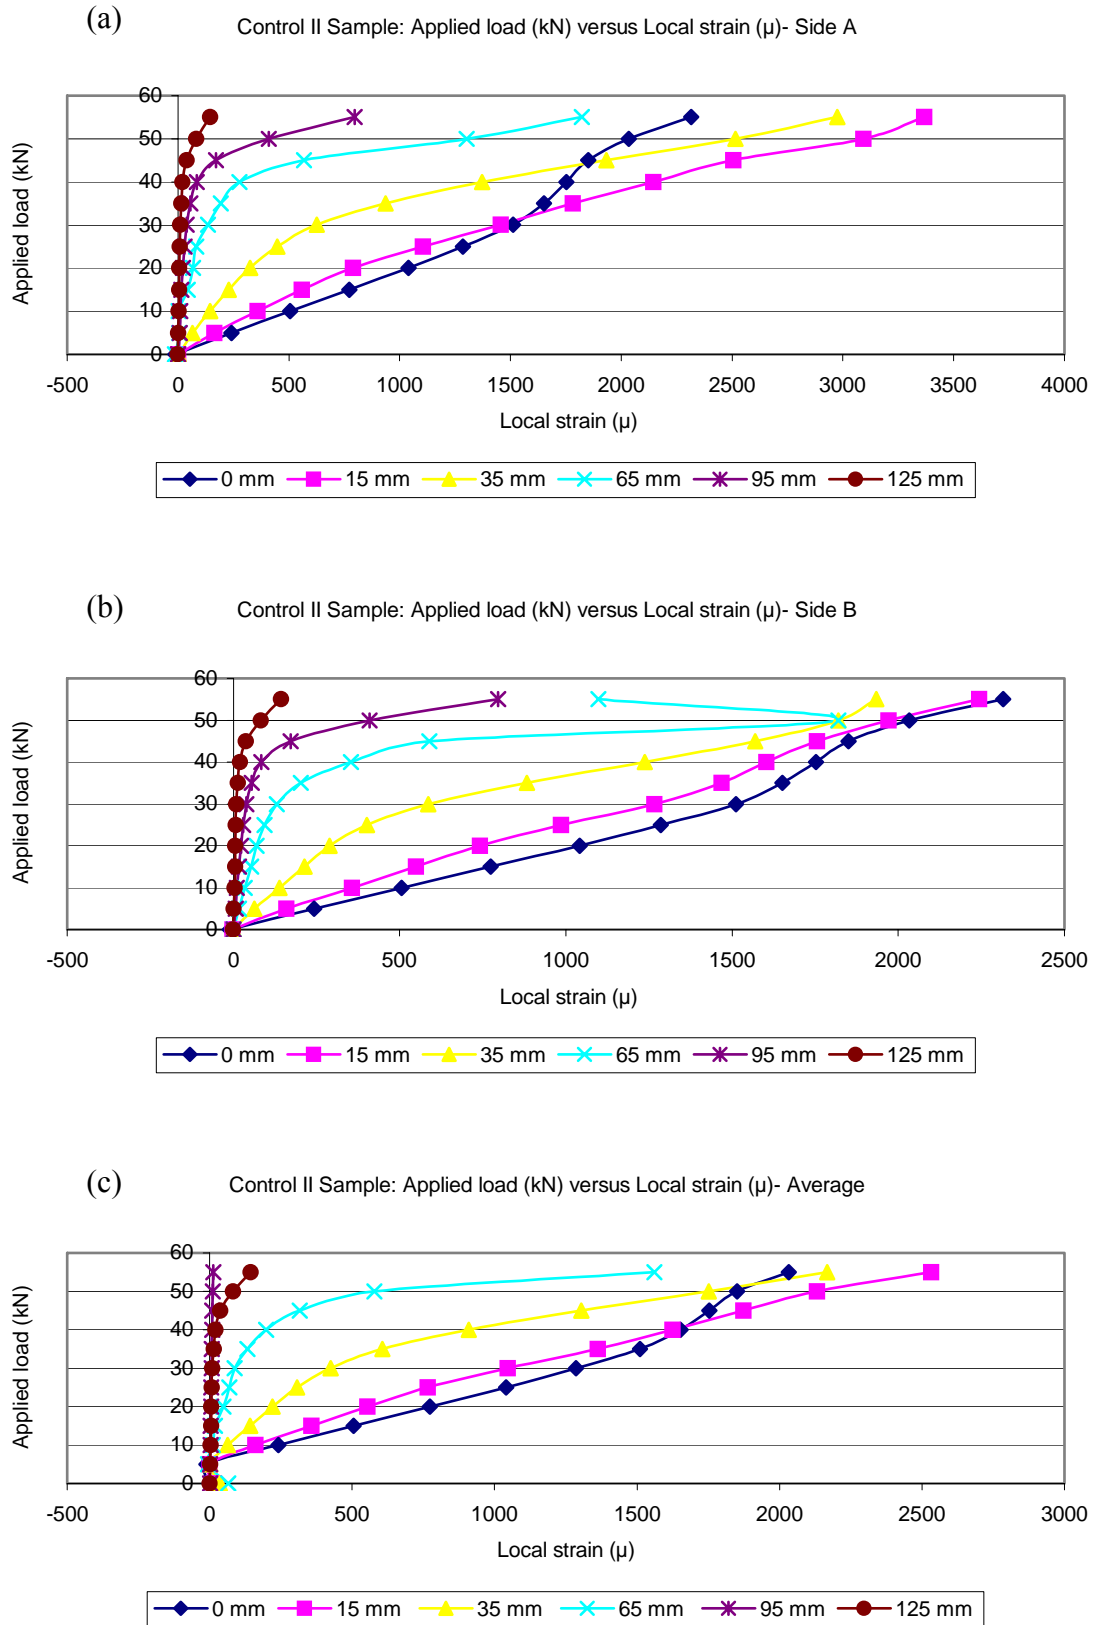 (a)
Control II Sample: Applied load (kN) versus Local strain (µ)- Side A
60
50
40
30
20
10
0
Applied load (kN)
-500 0 500 1000 1500 2000 2500 3000 3500 4000
Local strain (µ)
0 mm 15 mm 35 mm 65 mm 95 mm 125 mm
(b)
Control II Sample: Applied load (kN) versus Local strain (µ)- Side B
60
50
40
30
20
10
0
Applied load (kN)
-500 0 500 1000 1500 2000 2500
Local strain (µ)
0 mm 15 mm 35 mm 65 mm 95 mm 125 mm
(c)
Control II Sample: Applied load (kN) versus Local strain (µ)- Average
60
50
40
30
20
10
0
Applied load (kN)
-500 0 500 1000 1500 2000 2500 3000
Local strain (µ)
0 mm 15 mm 35 mm 65 mm 95 mm 125 mm